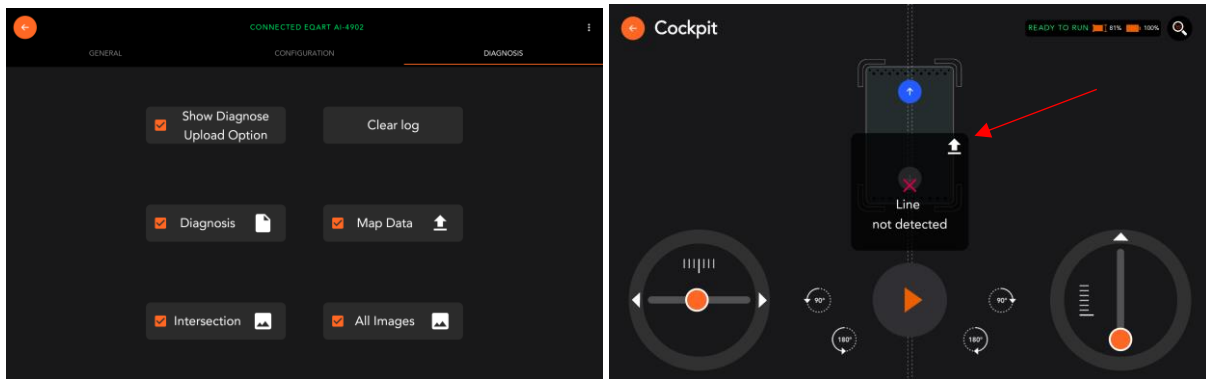 CONNECTED EQART AI-4902
GENERAL
CONFIGURATION
DIAGNOSIS
Show Diagnose
Upload Option
Clear log
Diagnosis
Map Data
Intersection
All Images
Cockpit
READY TO RUN 81% 100%
Line
not detected
90°
90°
180°
180°